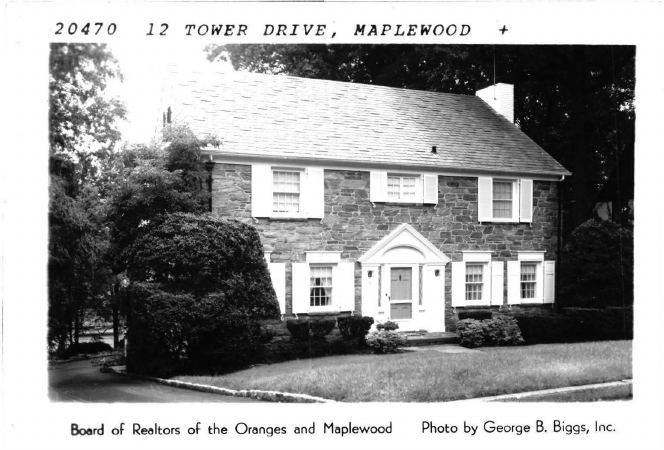 20470 12 TOWER DRIVE, MAPLEWOOD +
Board of Realtors of the Oranges and Maplewood Photo by George B. Biggs, Inc.